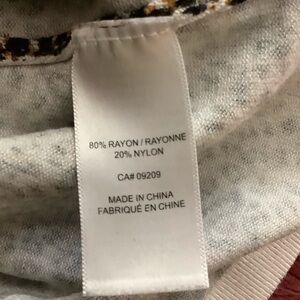 80% RAYON / RAYONNE
20% NYLON
CA# 09209
MADE IN CHINA
FABRIQUÉ EN CHINE